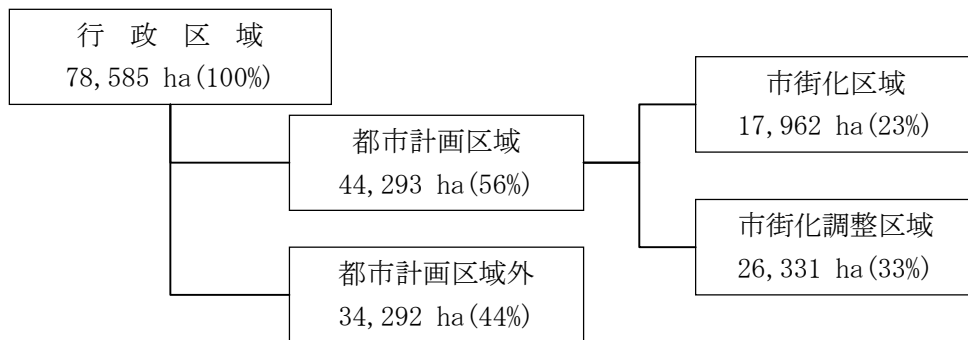 行 政 区 域
78,585 ha(100%)
都市計画区域
44,293 ha(56%)
都市計画区域外
34,292 ha(44%)
市街化区域
17,962 ha(23%)
市街化調整区域
26,331 ha(33%)